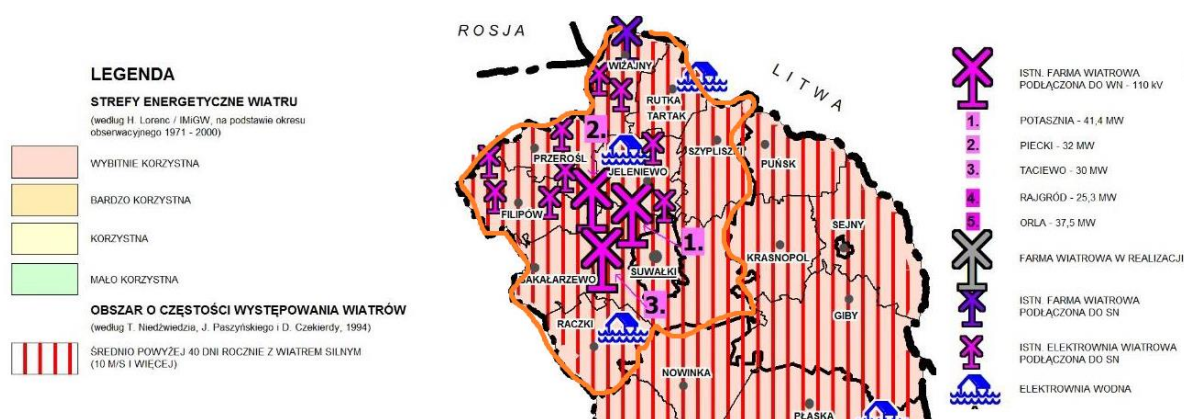 LEGENDA
STREFY ENERGETYCZNE WIATRU
(według H. Lorenc / IMiGW, na podstawie okresu
obserwacyjnego 1971 - 2000)
WYBITNIE KORZYSTNA
BARDZO KORZYSTNA
KORZYSTNA
MAŁO KORZYSTNA
OBSZAR O CZĘSTOŚCI WYSTĘPOWANIA WIATRÓW
(według T. Niedźwiedzia, J. Paszyńskiego i D. Czekierdy, 1994)
ŚREDNIO POWYŻEJ 40 DNI ROCZNIE Z WIATREM SILNYM
(10 M/S I WIĘCEJ)
ROSJA
LITWA
WIŻAJNY
RUTKA
TARTAK
2.
PRZEROŚL
SZYPLISZKI
PUŃSK
JELENIEWO
FILIPÓW
SEJNY
1.
KRASNOPOL
BAKAŁARZEWO
SUWAŁKI
3.
RACZKI
GIBY
NOWINKA
PŁASKA
ISTN. FARMA WIATROWA
PODŁĄCZONA DO WN - 110 kV
1. POTASZNIA - 41,4 MW
2. PIECKI - 32 MW
3. TACIEWO - 30 MW
4. RAJGRÓD - 25,3 MW
5. ORLA - 37,5 MW
FARMA WIATROWA W REALIZACJI
ISTN. FARMA WIATROWA
PODŁĄCZONA DO SN
ISTN. ELEKTROWNIA WIATROWA
PODŁĄCZONA DO SN
ELEKTROWNIA WODNA